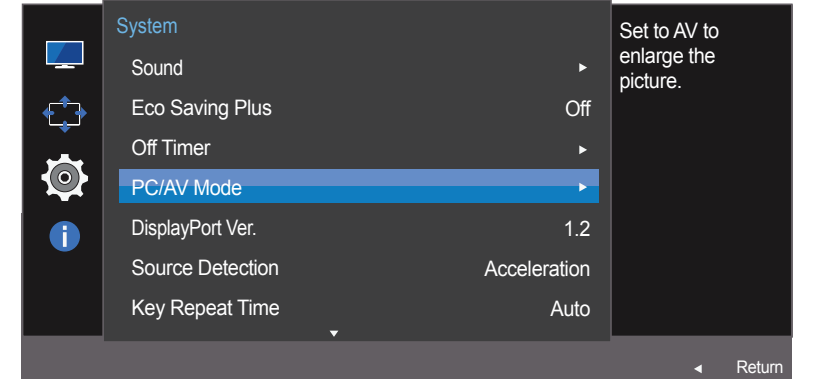 System
Sound
Eco Saving Plus Off
Off Timer
PC/AV Mode
DisplayPort Ver. 1.2
Source Detection Acceleration
Key Repeat Time Auto
Set to AV to
enlarge the
picture.
Return